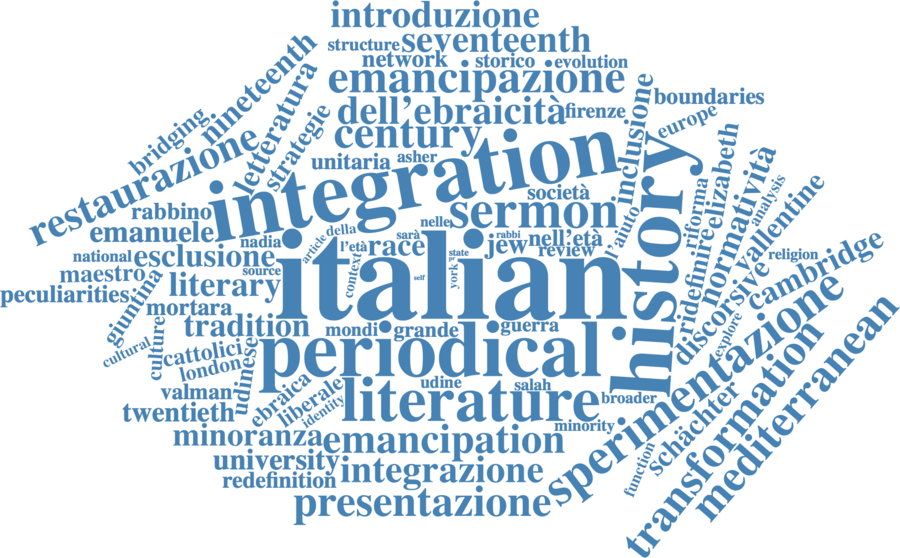 introduzione
structure
seventeenth
network
storico
evolution
emancipazione
nineteenth
letteratura
strategie
dell’ebraicità
firenze
inclusione
boundaries
europe
bridging
century
unitaria
asher
restaurazione
integration
società
history
riforma
elizabeth
normatività
analysis
vallentine
rabbino
emanuele
nadia
della
nelle
sermon
sarà
rabbi
nell’età
l’aiuto
ridefinire
discorsive
religion
cambridge
national
esclusione
article
l’età
race
jew
review
state
maestro
source
context
self
york
italian
peculiarities
giuntina
literary
mortara
tradition
mondi
grande
guerra
explore
sperimentazione
mediterranean
cultural
culture
cattolici
london
udinese
periodical
transformation
valman
ebraica
liberale
identity
udine
salah
broader
schächter
function
twentieth
literature
minority
minoranza
emancipation
university
integrazione
redefinition
presentazione